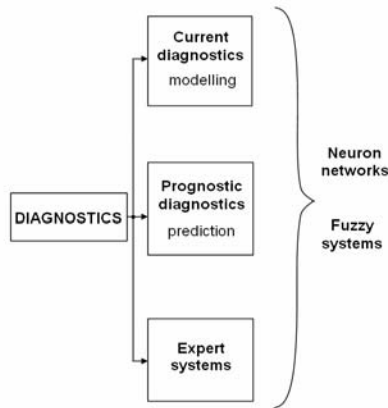 Current
diagnostics
modelling
Neuron
networks
Prognostic
diagnostics
prediction
DIAGNOSTICS
Fuzzy
systems
Expert
systems